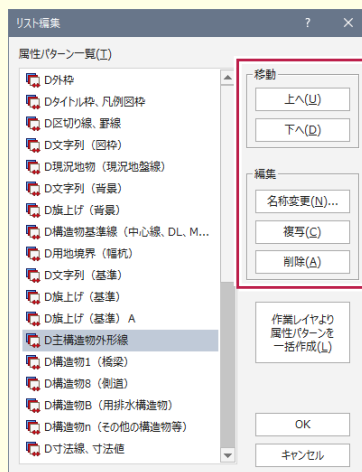 リスト編集
? ×
属性パターン一覧(T)
D外枠
Dタイトル枠、凡例図枠
D区切り線、罫線
D文字列（図枠）
D現況地物（現況地盤線）
D文字列（背景）
D旗上げ（背景）
D構造物基準線（中心線、DL、M...
D用地境界（幅杭）
D文字列（基準）
D旗上げ（基準）
D旗上げ（基準） A
D主構造物外形線
D構造物1（橋梁）
D構造物8（側道）
D構造物B（用排水構造物）
D構造物n（その他の構造物等）
D寸法線、寸法値
移動
上へ(U)
下へ(D)
編集
名称変更(N)...
複写(C)
削除(A)
作業レイヤより
属性パターンを
一括作成(L)
OK
キャンセル